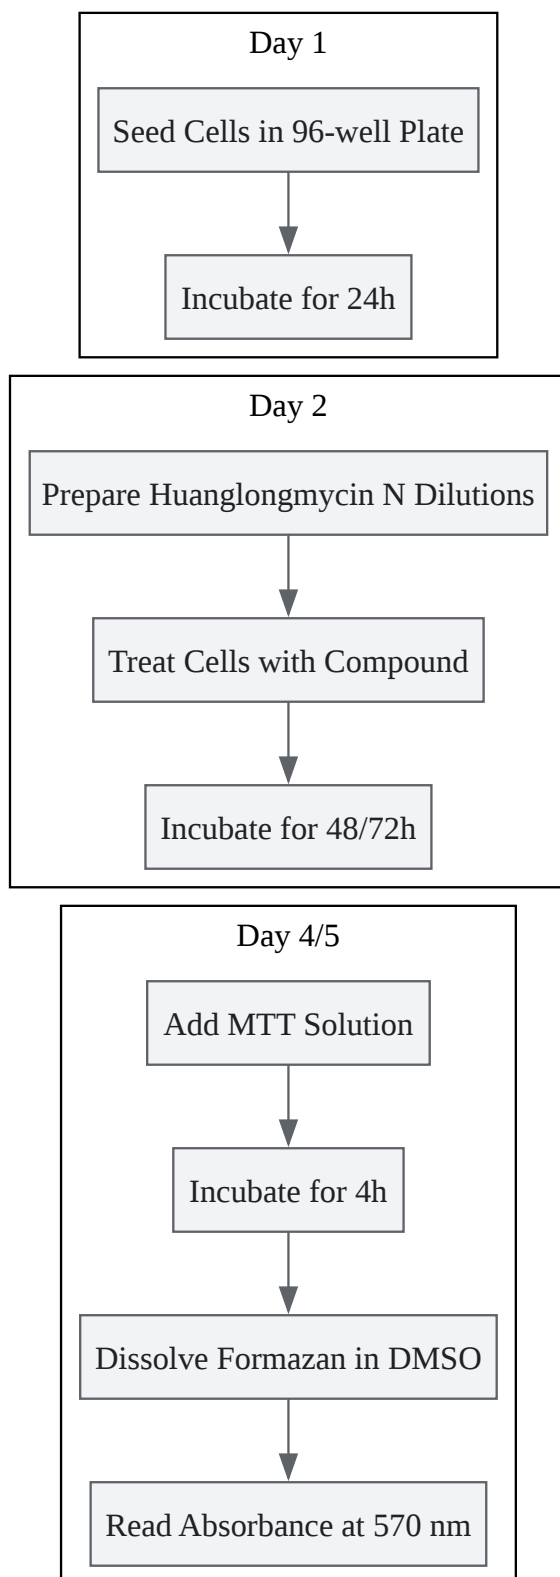 Day 1
Seed Cells in 96-well Plate
Incubate for 24h
Day 2
Prepare Huanglongmycin N Dilutions
Treat Cells with Compound
Incubate for 48/72h
Day 4/5
Add MTT Solution
Incubate for 4h
Dissolve Formazan in DMSO
Read Absorbance at 570 nm